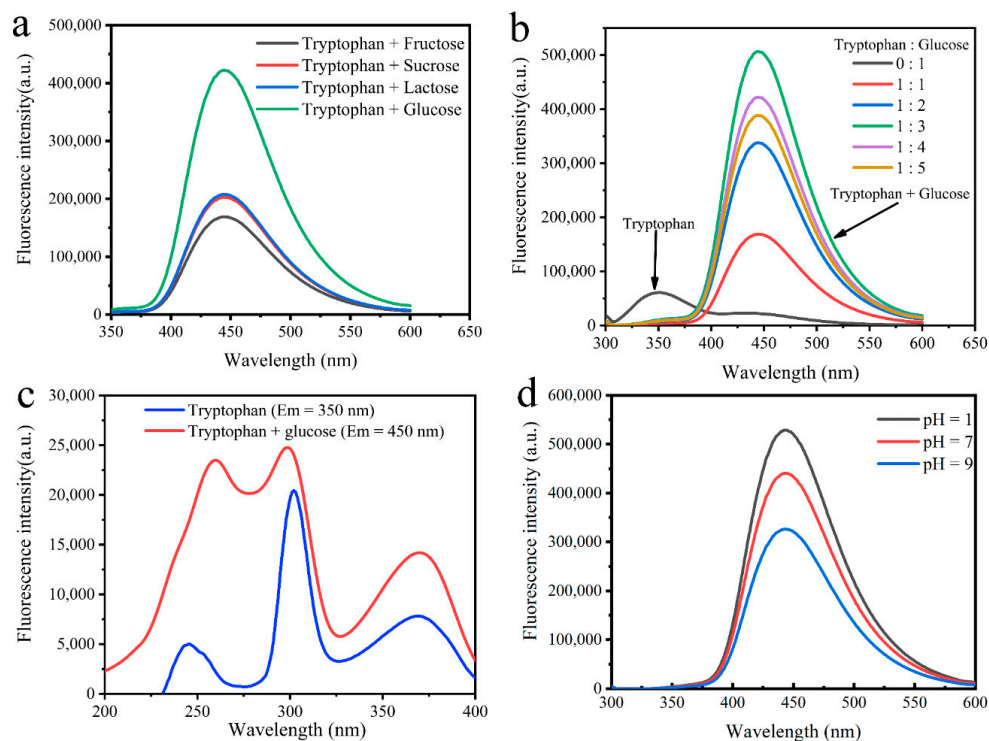 a
Fluorescence intensity(a.u.)
500,000
400,000
300,000
200,000
100,000
0
Tryptophan + Fructose
Tryptophan + Sucrose
Tryptophan + Lactose
Tryptophan + Glucose
350 400 450 500 550 600 650
Wavelength (nm)
b
Fluorescence intensity(a.u.)
500,000
400,000
300,000
200,000
100,000
0
Tryptophan : Glucose
0 : 1
1 : 1
1 : 2
1 : 3
1 : 4
1 : 5
Tryptophan + Glucose
Tryptophan
300 350 400 450 500 550 600 650
Wavelength (nm)
c
Fluorescence intensity(a.u.)
30,000
25,000
20,000
15,000
10,000
5,000
0
Tryptophan (Em = 350 nm)
Tryptophan + glucose (Em = 450 nm)
200 250 300 350 400
Wavelength (nm)
d
Fluorescence intensity (a.u.)
600,000
500,000
400,000
300,000
200,000
100,000
0
pH = 1
pH = 7
pH = 9
300 350 400 450 500 550 600
Wavelength (nm)